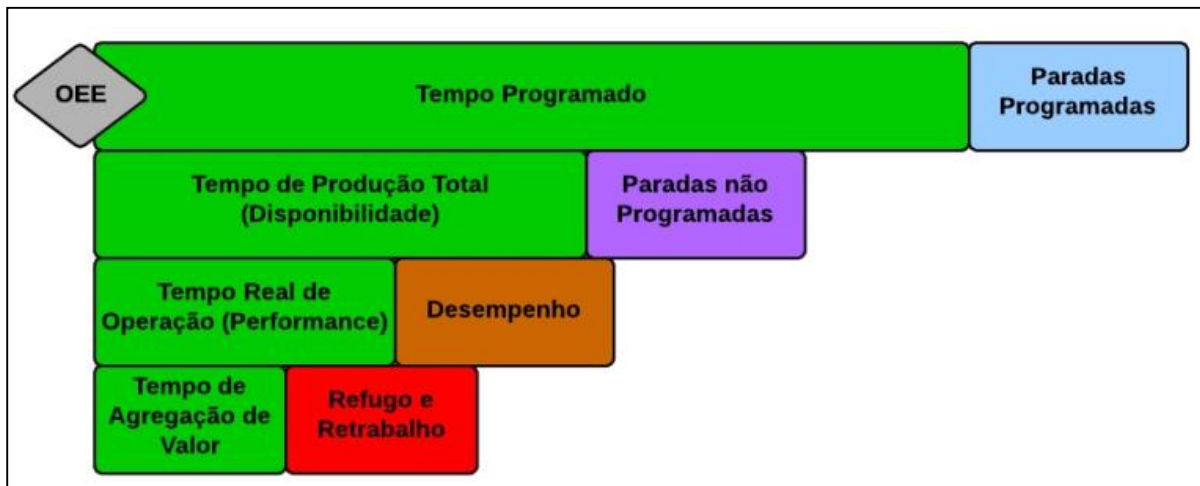 OEE
Tempo Programado
Paradas
Programadas
Tempo de Produção Total
(Disponibilidade)
Paradas não
Programadas
Tempo Real de
Operação (Performance)
Desempenho
Tempo de
Agregação de
Valor
Refugo e
Retrabalho